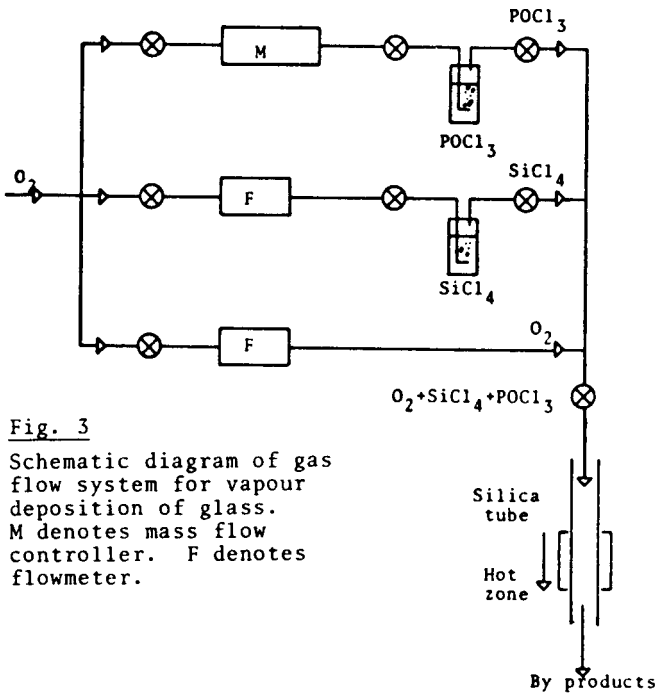 POCl3
M
POCl3
O2
SiCl4
F
SiCl4
O2
F
O2+SiCl4+POCl3
Fig. 3
Schematic diagram of gas
flow system for vapour
deposition of glass.
M denotes mass flow
controller. F denotes
flowmeter.
Silica
tube
Hot
zone
By products